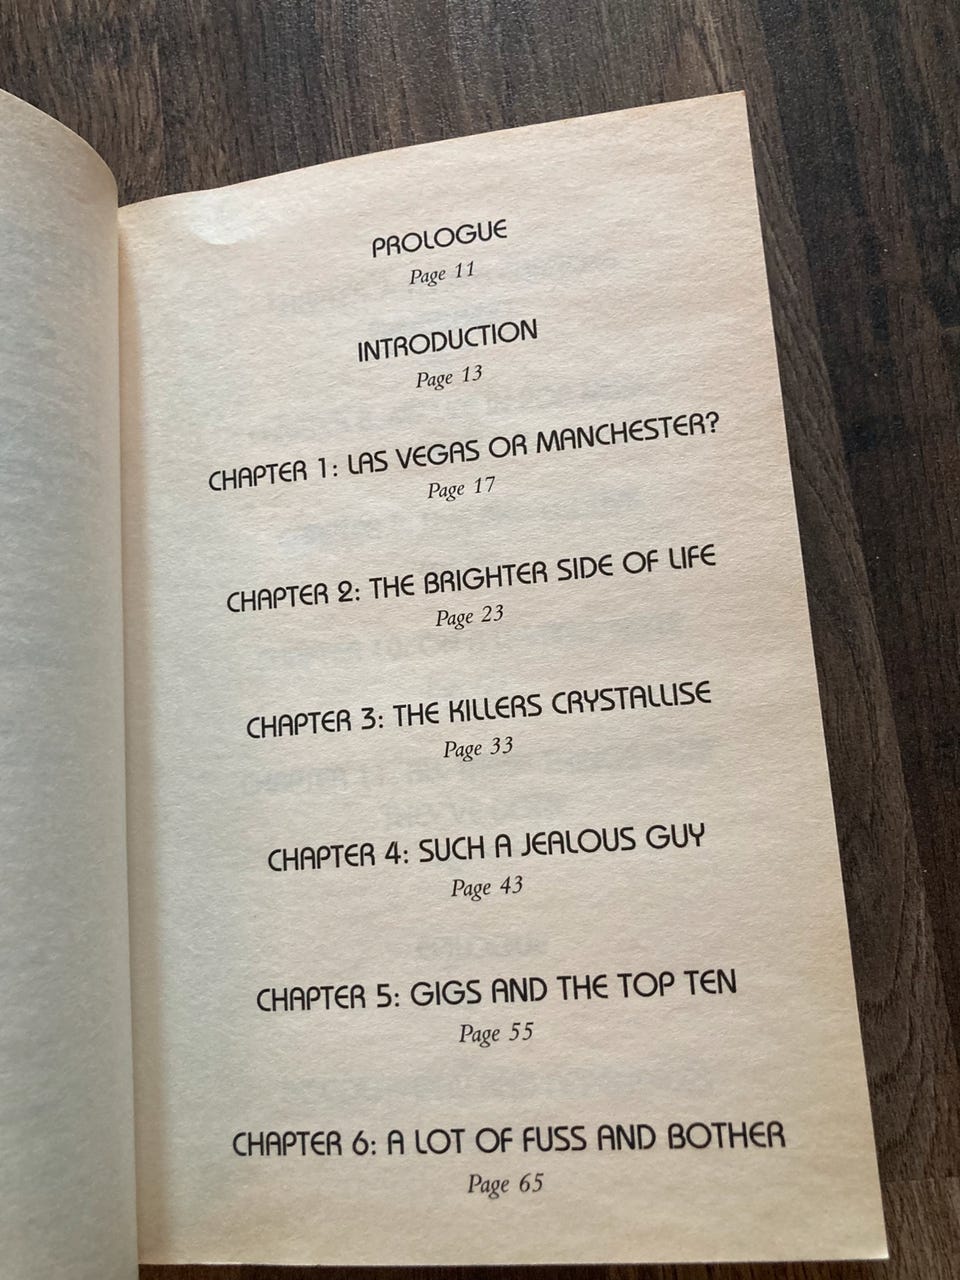 PROLOGUE
Page 11
INTRODUCTION
Page 13
CHAPTER 1: LAS VEGAS OR MANCHESTER?
Page 17
CHAPTER 2: THE BRIGHTER SIDE OF LIFE
Page 23
CHAPTER 3: THE KILLERS CRYSTALLISE
Page 33
CHAPTER 4: SUCH A JEALOUS GUY
Page 43
CHAPTER 5: GIGS AND THE TOP TEN
Page 55
CHAPTER 6: A LOT OF FUSS AND BOTHER
Page 65